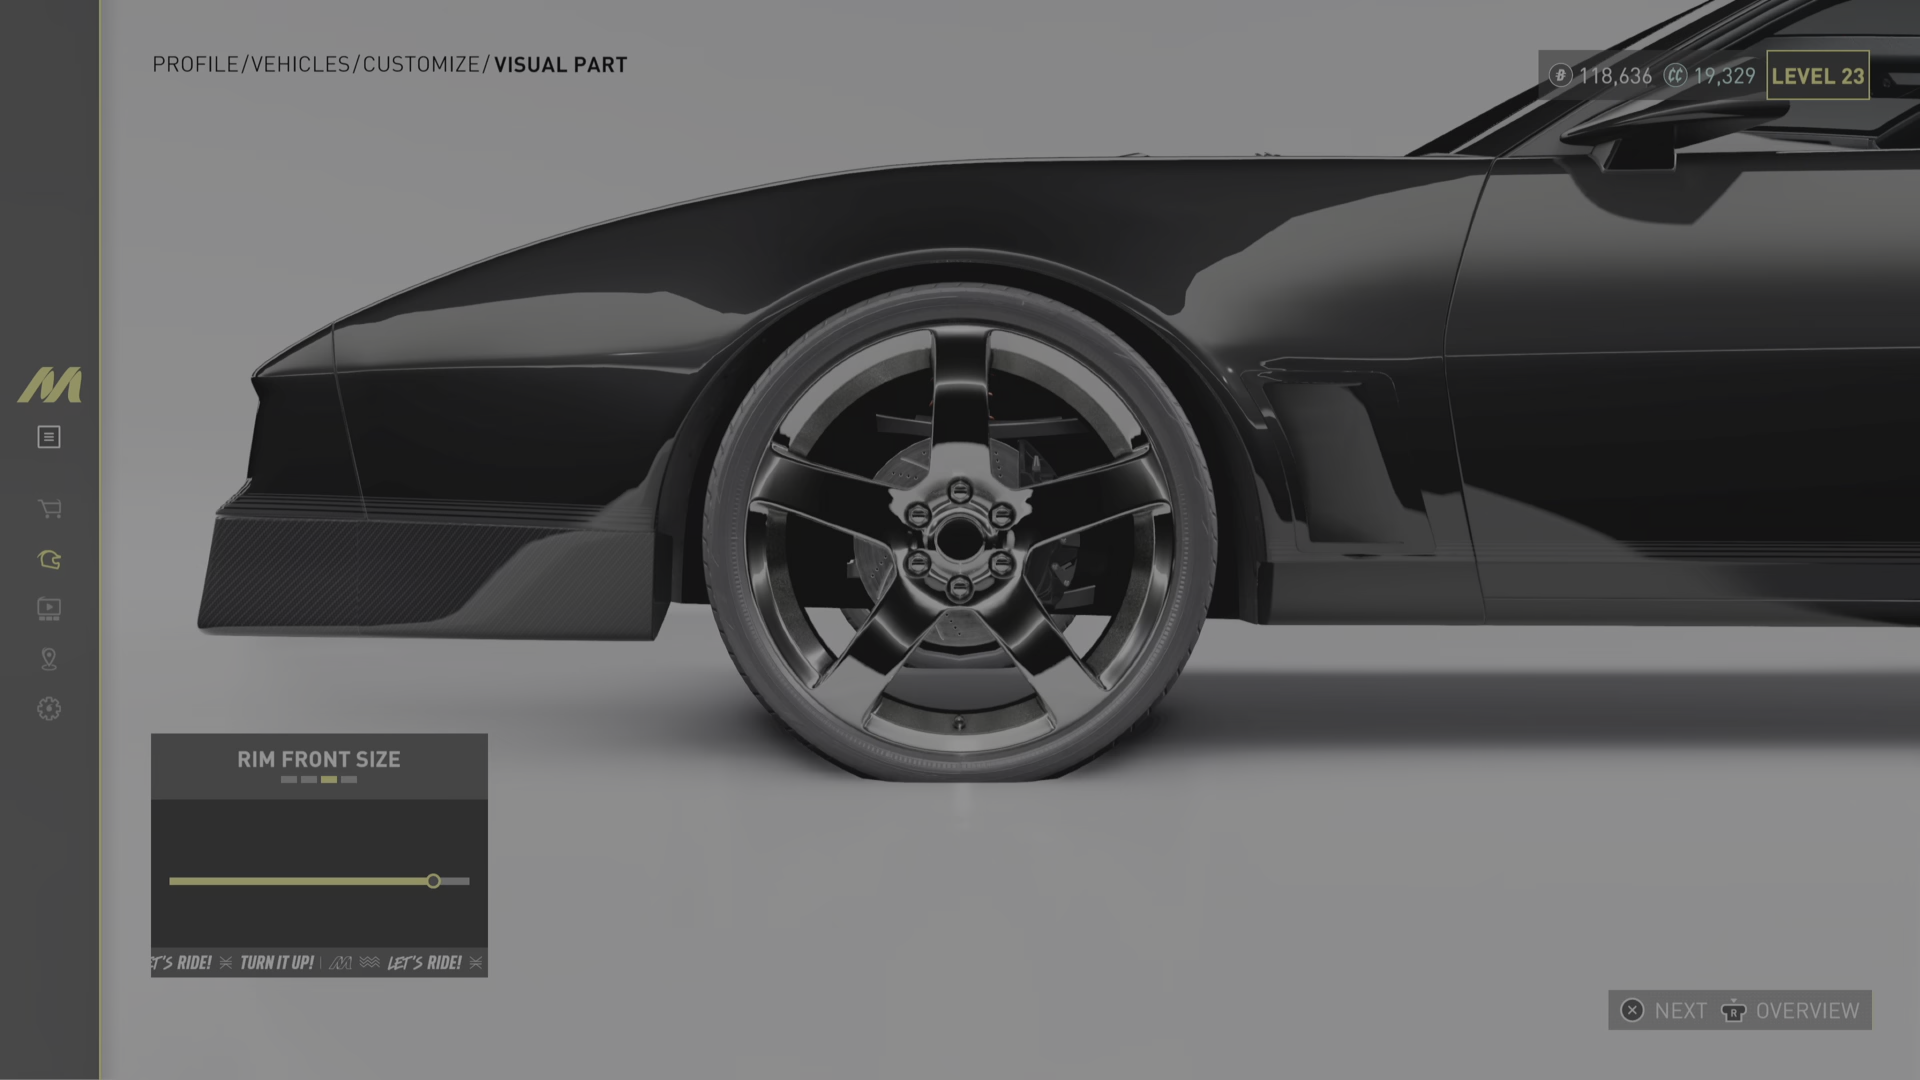 PROFILE/VEHICLES/CUSTOMIZE/VISUAL PART
118,636 CC 19,329 LEVEL 23
RIM FRONT SIZE
T'S RIDE! TURN IT UP! LET'S RIDE!
NEXT R OVERVIEW